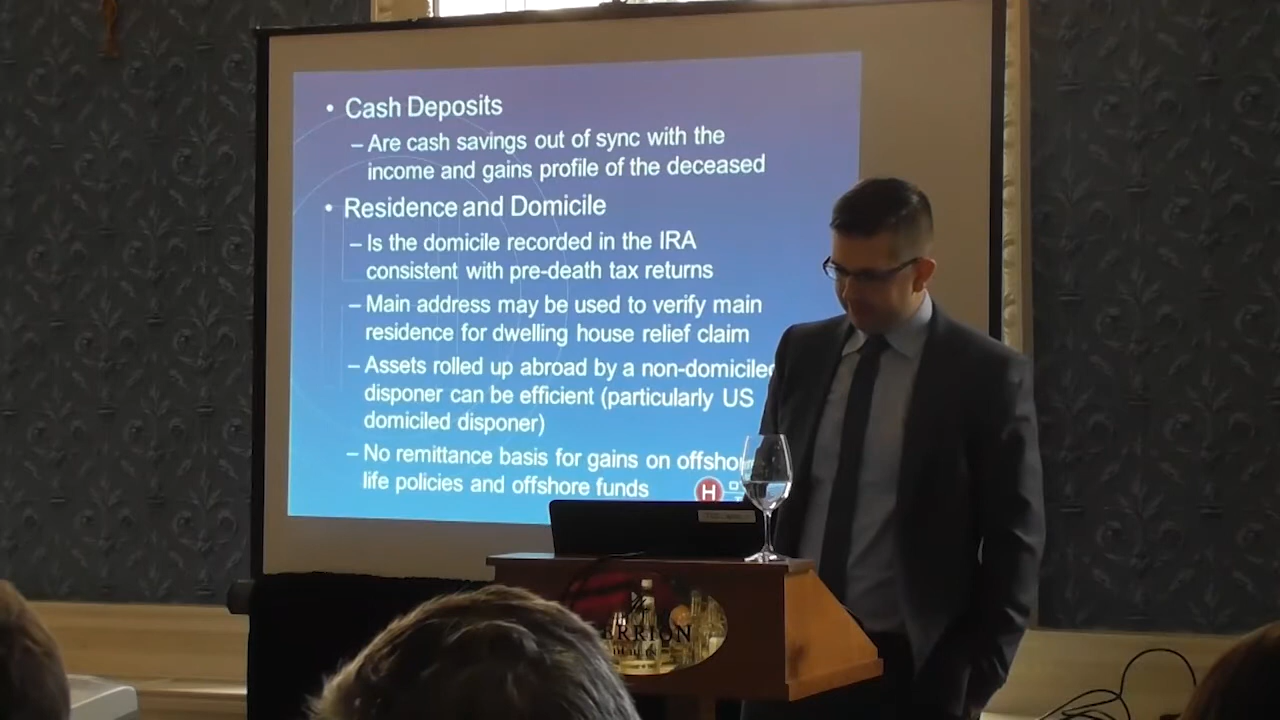 • Cash Deposits
– Are cash savings out of sync with the
income and gains profile of the deceased
• Residence and Domicile
– Is the domicile recorded in the IRA
consistent with pre-death tax returns
– Main address may be used to verify main
residence for dwelling house relief claim
– Assets rolled up abroad by a non-domiciled
disponer can be efficient (particularly US
domiciled disponer)
– No remittance basis for gains on offshore
life policies and offshore funds
H
ERRION